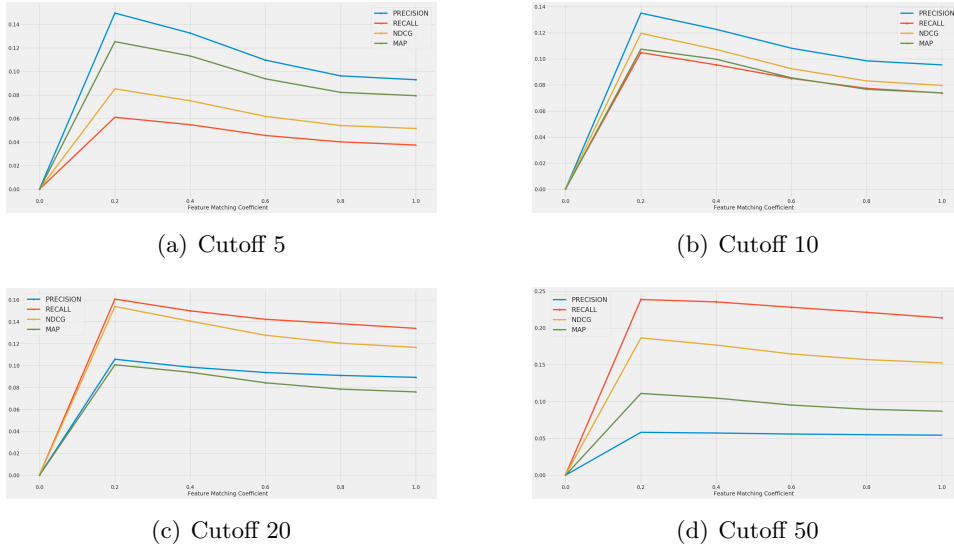 0.14
0.12
0.10
0.08
0.06
0.04
0.02
0.00
PRECISION
RECALL
NDCG
MAP
0.0 0.2 0.4 0.6 0.8 1.0
Feature Matching Coefficient
(a) Cutoff 5
0.14
0.12
0.10
0.08
0.06
0.04
0.02
0.00
PRECISION
RECALL
NDCG
MAP
0.0 0.2 0.4 0.6 0.8 1.0
Feature Matching Coefficient
(b) Cutoff 10
0.16
0.14
0.12
0.10
0.08
0.06
0.04
0.02
0.00
PRECISION
RECALL
NDCG
MAP
0.0 0.2 0.4 0.6 0.8 1.0
Feature Matching Coefficient
(c) Cutoff 20
0.25
0.20
0.15
0.10
0.05
0.00
PRECISION
RECALL
NDCG
MAP
0.0 0.2 0.4 0.6 0.8 1.0
Feature Matching Coefficient
(d) Cutoff 50